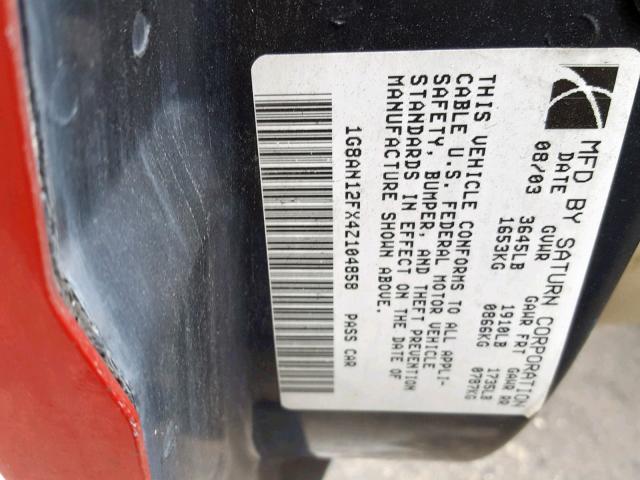 MFD BY SATURN CORPORATION
DATE GVWR GAWR FRT GAWR RR
08/03 3645LB 1910LB 1735LB
1653KG 0866KG 0787KG
THIS VEHICLE CONFORMS TO ALL APPLI-
CABLE U.S. FEDERAL MOTOR VEHICLE
SAFETY, BUMPER, AND THEFT PREVENTION
STANDARDS IN EFFECT ON THE DATE OF
MANUFACTURE SHOWN ABOVE.
1G8AN12FX4Z104858 PASS CAR